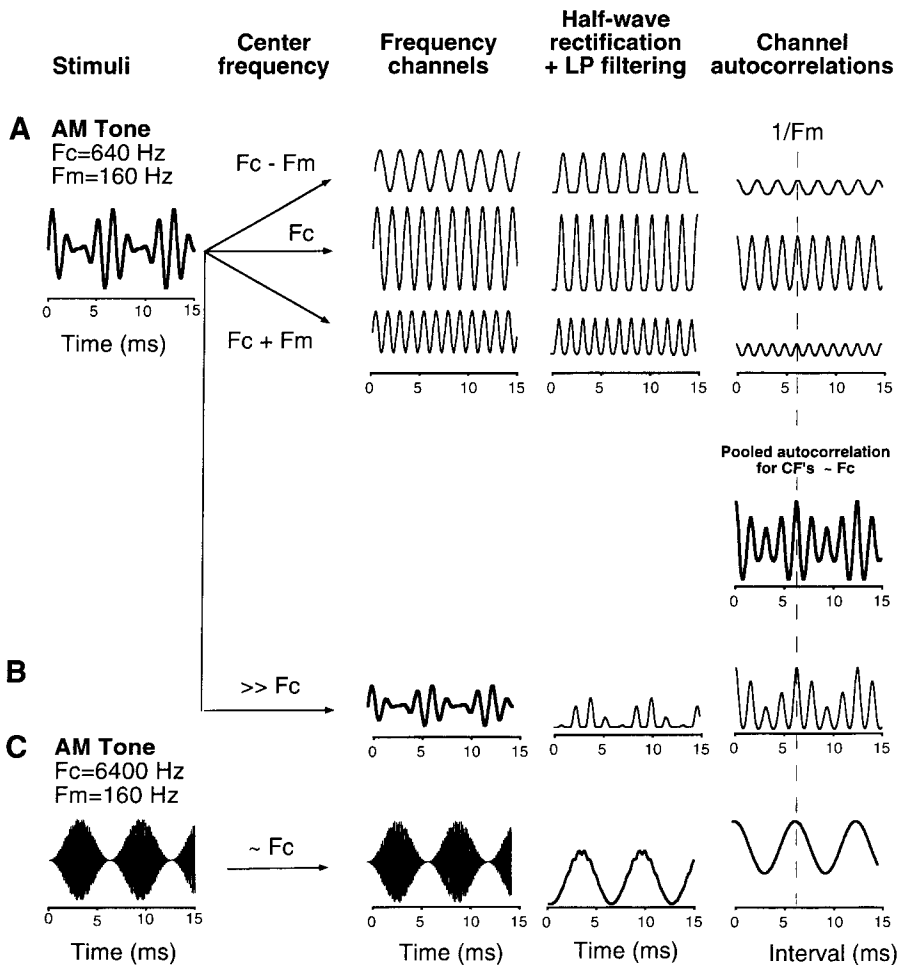 Stimuli
Center
frequency
Frequency
channels
Half-wave
rectification
+ LP filtering
Channel
autocorrelations
A
AM Tone
Fc=640 Hz
Fm=160 Hz
Fc - Fm
Fc
Fc + Fm
1/Fm
0 5 10 15
Time (ms)
0 5 10 15
0 5 10 15
0 5 10 15
Pooled autocorrelation
for CF's ~ Fc
0 5 10 15
B
>> Fc
0 5 10 15
0 5 10 15
0 5 10 15
C
AM Tone
Fc=6400 Hz
Fm=160 Hz
~ Fc
0 5 10 15
0 5 10 15
0 5 10 15
0 5 10 15
Time (ms)
Time (ms)
Time (ms)
Interval (ms)